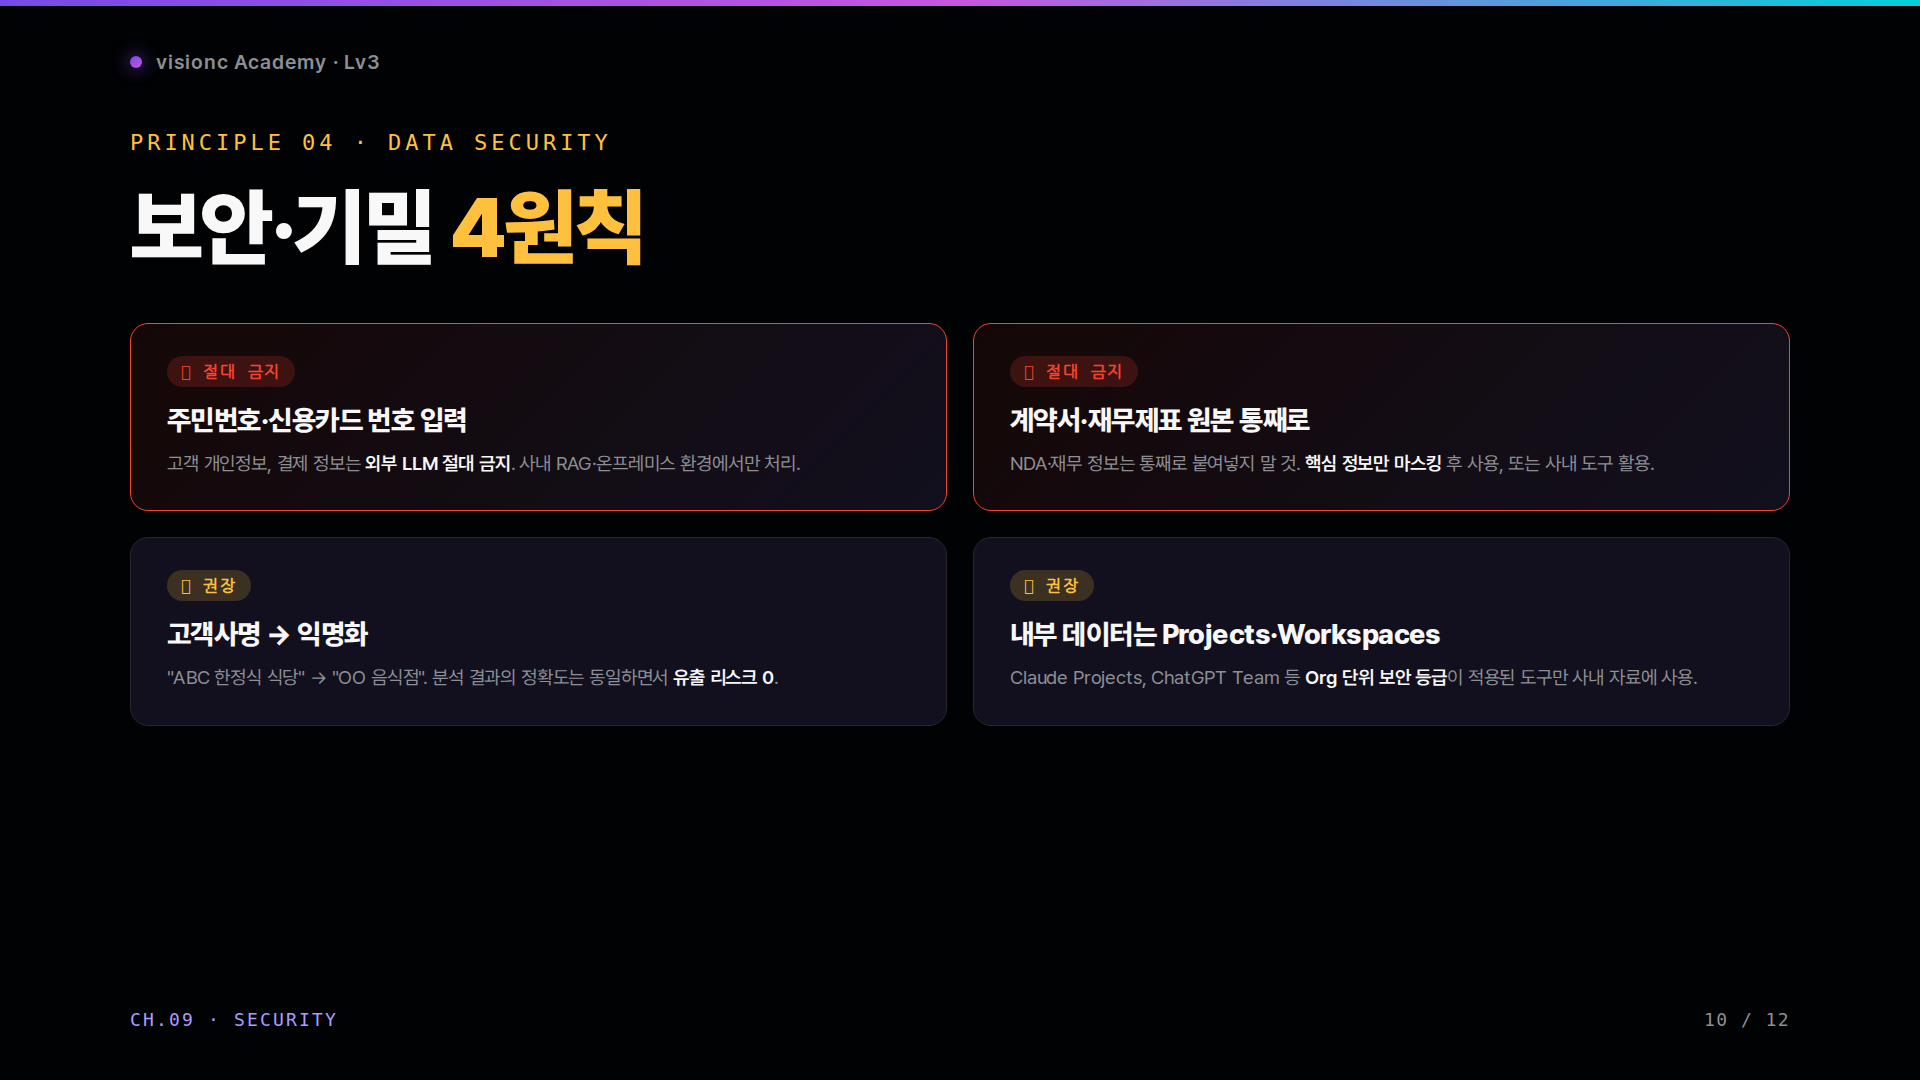 visionc Academy · Lv3
PRINCIPLE 04 · DATA SECURITY
보안·기밀 4원칙
절대 금지
주민번호·신용카드 번호 입력
고객 개인정보, 결제 정보는 외부 LLM 절대 금지. 사내 RAG·온프레미스 환경에서만 처리.
절대 금지
계약서·재무제표 원본 통째로
NDA·재무 정보는 통째로 붙여넣지 말 것. 핵심 정보만 마스킹 후 사용, 또는 사내 도구 활용.
권장
고객사명 → 익명화
"ABC 한정식 식당" → "OO 음식점". 분석 결과의 정확도는 동일하면서 유출 리스크 0.
권장
내부 데이터는 Projects·Workspaces
Claude Projects, ChatGPT Team 등 Org 단위 보안 등급이 적용된 도구만 사내 자료에 사용.
CH.09 · SECURITY
10 / 12